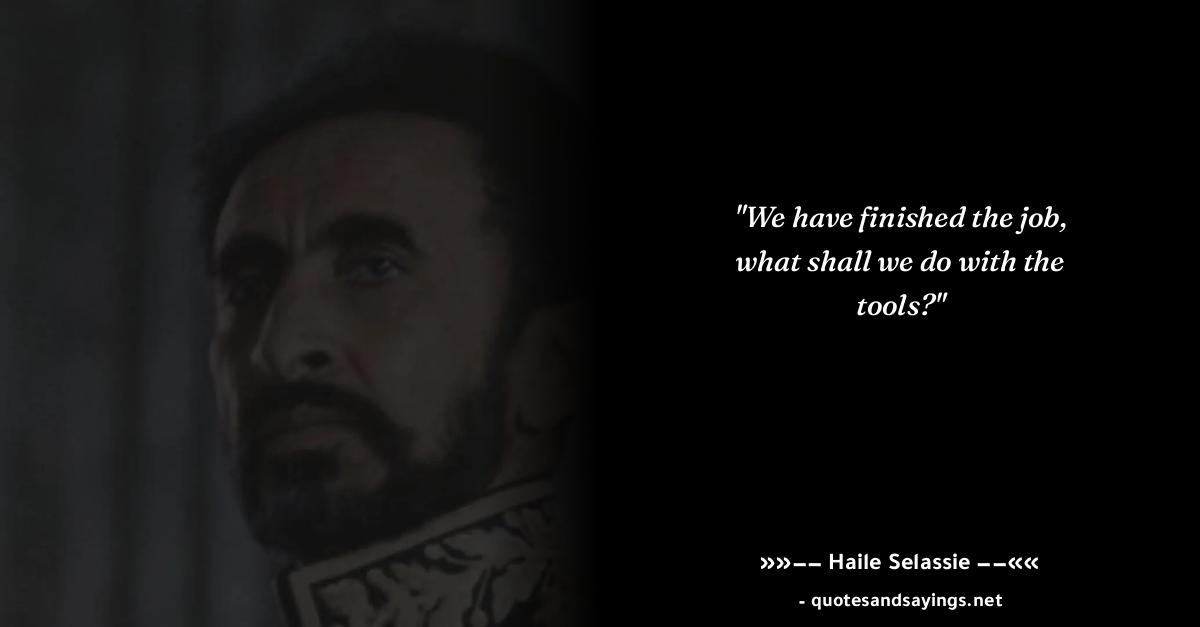 "We have finished the job,
what shall we do with the
tools?"
»»−− Haile Selassie −−««
- quotesandsayings.net